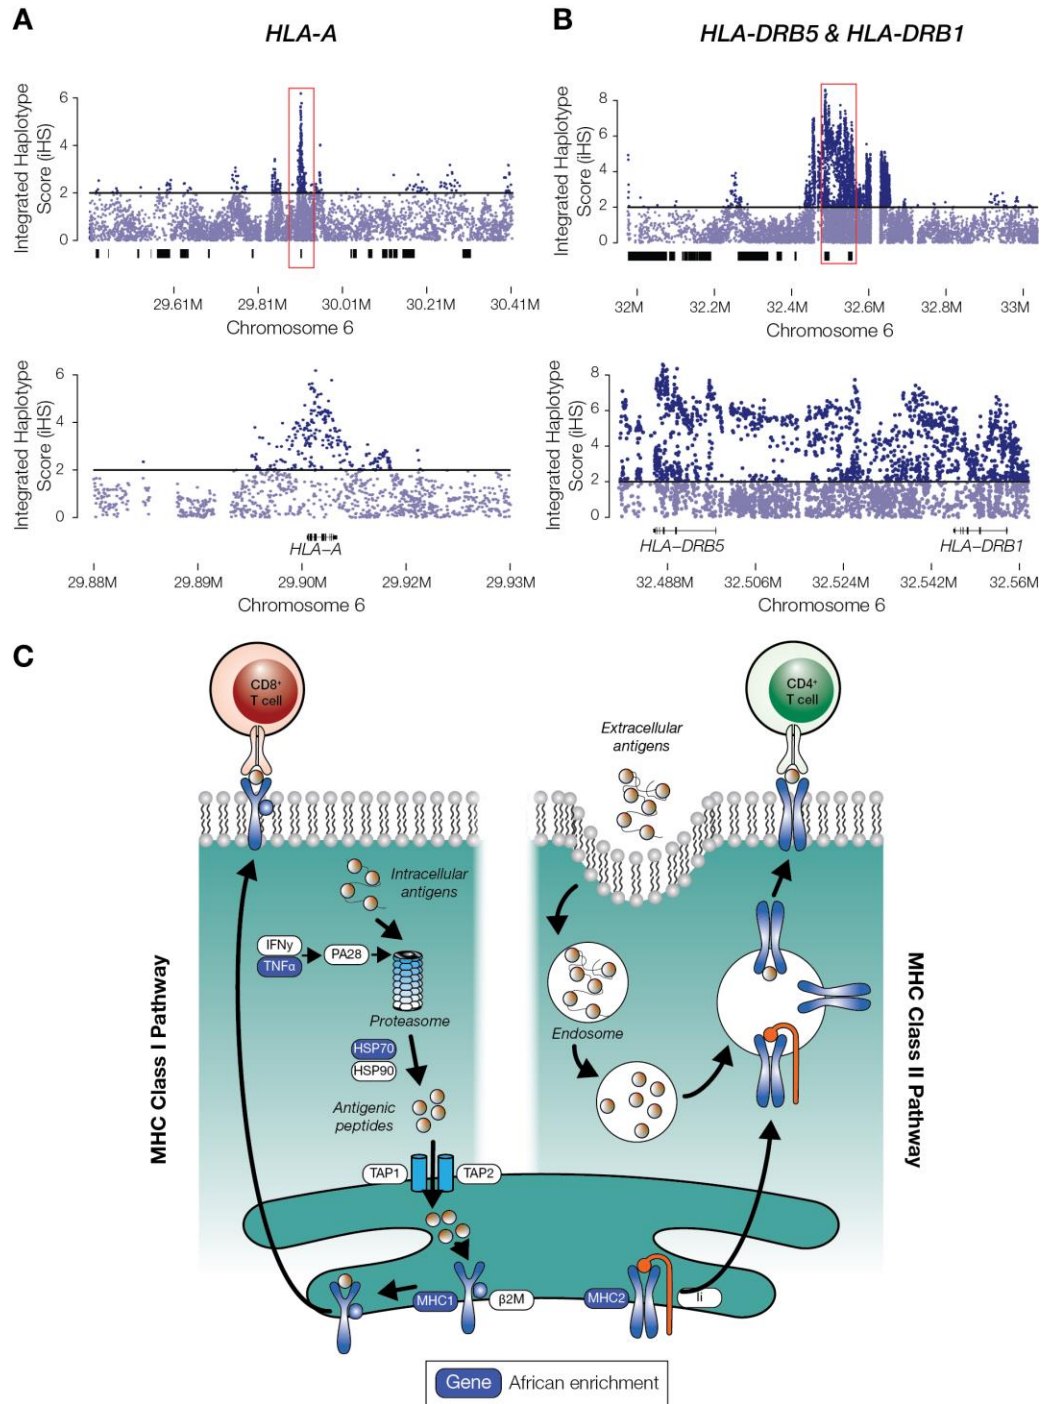 A
HLA-A
Integrated Haplotype
Score (iHS)
6
4
2
0
29.61M 29.81M 30.01M 30.21M 30.41M
Chromosome 6
Integrated Haplotype
Score (iHS)
6
4
2
0
HLA–A
29.88M 29.89M 29.90M 29.92M 29.93M
Chromosome 6
B
HLA-DRB5 & HLA-DRB1
Integrated Haplotype
Score (iHS)
8
6
4
2
0
32M 32.2M 32.4M 32.6M 32.8M 33M
Chromosome 6
Integrated Haplotype
Score (iHS)
8
6
4
2
0
HLA–DRB5 HLA–DRB1
32.488M 32.506M 32.524M 32.542M 32.56M
Chromosome 6
C
CD8+
T cell
CD4+
T cell
Extracellular
antigens
Intracellular
antigens
IFNγ
TNFα
PA28
Proteasome
HSP70
HSP90
Antigenic
peptides
TAP1 TAP2
Endosome
MHC1 β2M MHC2 Ii
MHC Class I Pathway
MHC Class II Pathway
Gene African enrichment